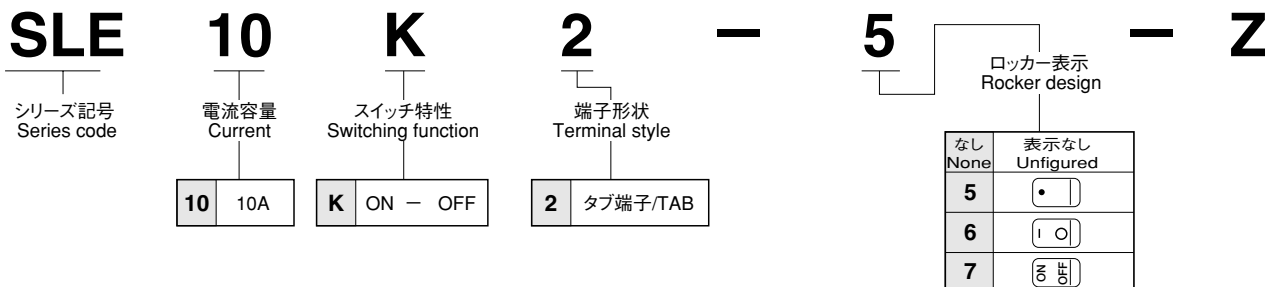 SLE 10 K 2 – 5 – Z
シリーズ記号
Series code
電流容量
Current
スイッチ特性
Switching function
端子形状
Terminal style
ロッカー表示
Rocker design
10 10A
K ON － OFF
2 タブ端子/TAB
なし 表示なし
None Unfigured
5 •
6 I O
7 ON OFF